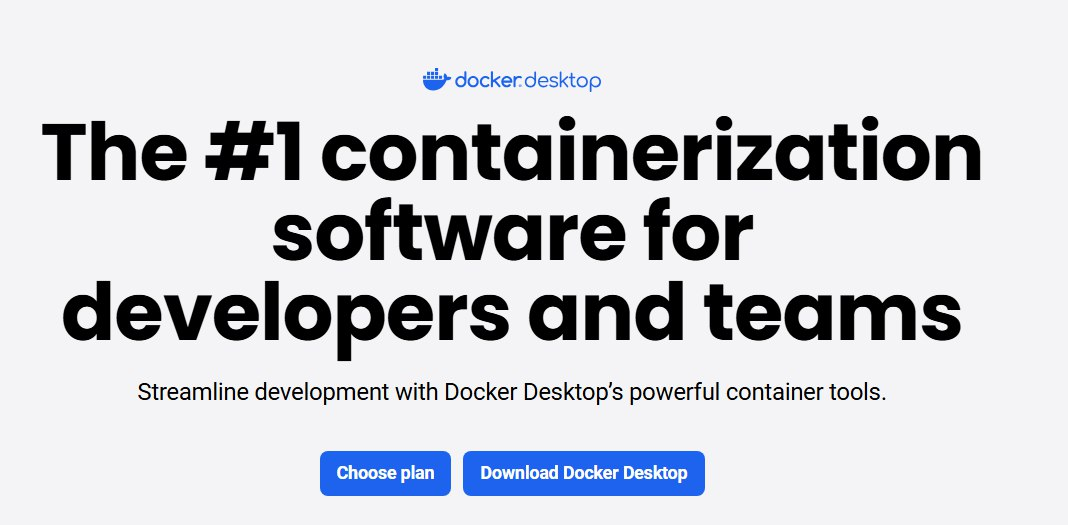 docker desktop
The #1 containerization
software for
developers and teams
Streamline development with Docker Desktop’s powerful container tools.
Choose plan
Download Docker Desktop